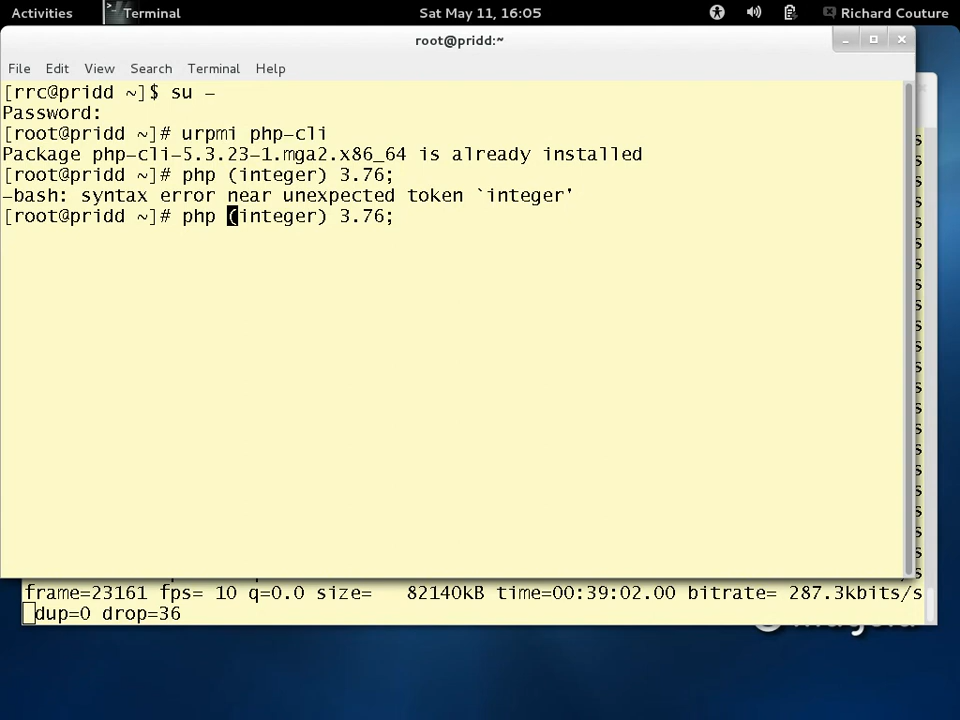 Activities Terminal Sat May 11, 16:05 Richard Couture
root@pridd:~
File Edit View Search Terminal Help
[rrc@pridd ~]$ su -
Password:
[root@pridd ~]# urpmi php-cli
Package php-cli-5.3.23-1.mga2.x86_64 is already installed
[root@pridd ~]# php (integer) 3.76;
-bash: syntax error near unexpected token `integer'
[root@pridd ~]# php (integer) 3.76;
frame=23161 fps= 10 q=0.0 size=   82140kB time=00:39:02.00 bitrate= 287.3kbits/s
dup=0 drop=36